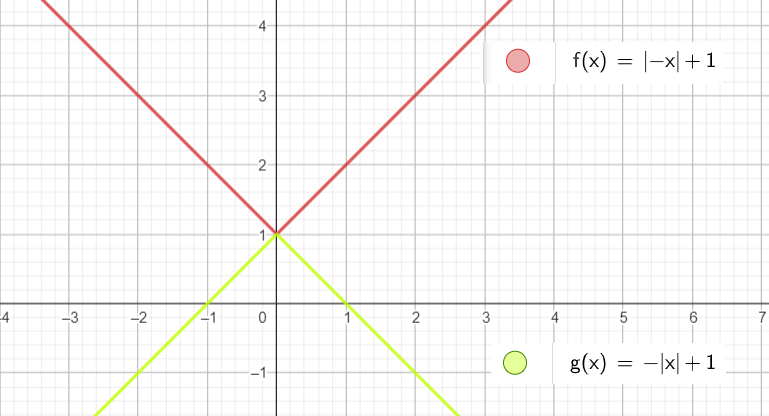 4
f(x) = |−x| + 1
3
2
1
−4 −3 −2 −1 0 1 2 3 4 5 6 7
g(x) = −|x| + 1
−1